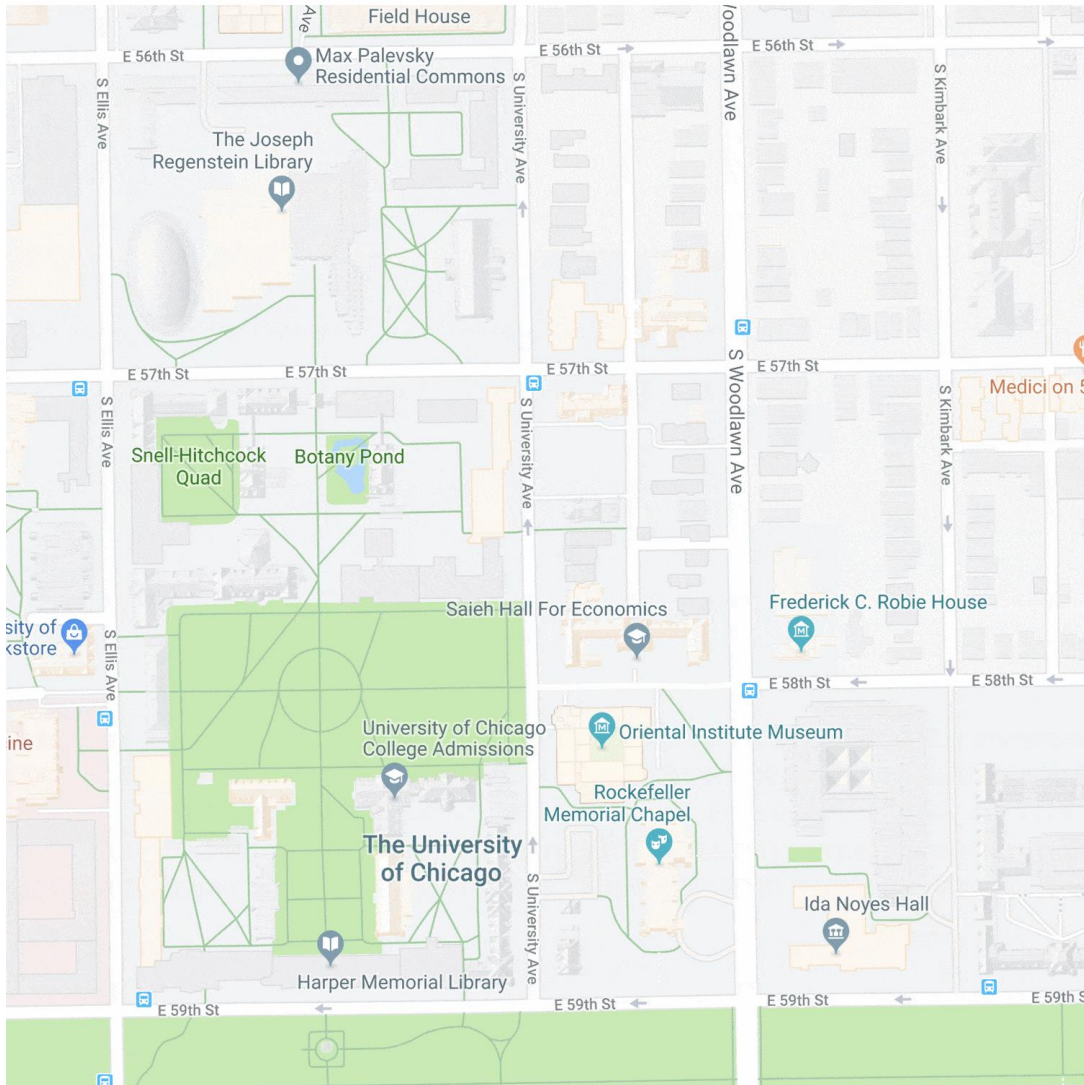 Ave
Field House
Woodlawn Ave
E 56th St
E 56th St
E 56th St
Max Palevsky
Residential Commons
S Ellis Ave
S University Ave
S Kimbark Ave
The Joseph
Regenstein Library
E 57th St
E 57th St
E 57th St
E 57th St
S Woodlawn Ave
Medici on 5
S Ellis Ave
S University Ave
S Kimbark Ave
Snell-Hitchcock
Quad
Botany Pond
Saieh Hall For Economics
Frederick C. Robie House
sity of
kstore
S Ellis Ave
E 58th St
E 58th St
University of Chicago
College Admissions
Oriental Institute Museum
ine
Rockefeller
Memorial Chapel
The University
of Chicago
S University Ave
Ida Noyes Hall
Harper Memorial Library
E 59th St
E 59th St
E 59th St
E 59th S